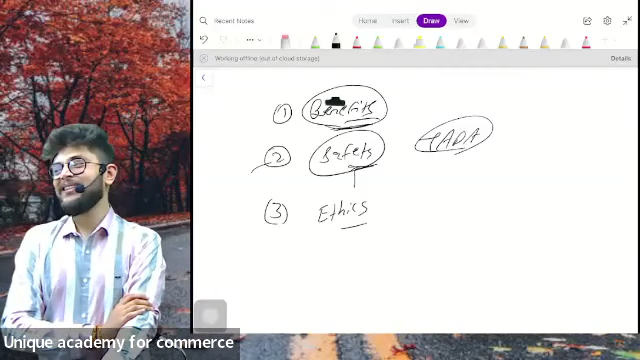 Recent Notes
Home Insert Draw View
Working offline (out of cloud storage)
Details
(1) Benefits
(2) Safety
(3) Ethics
Unique academy for commerce